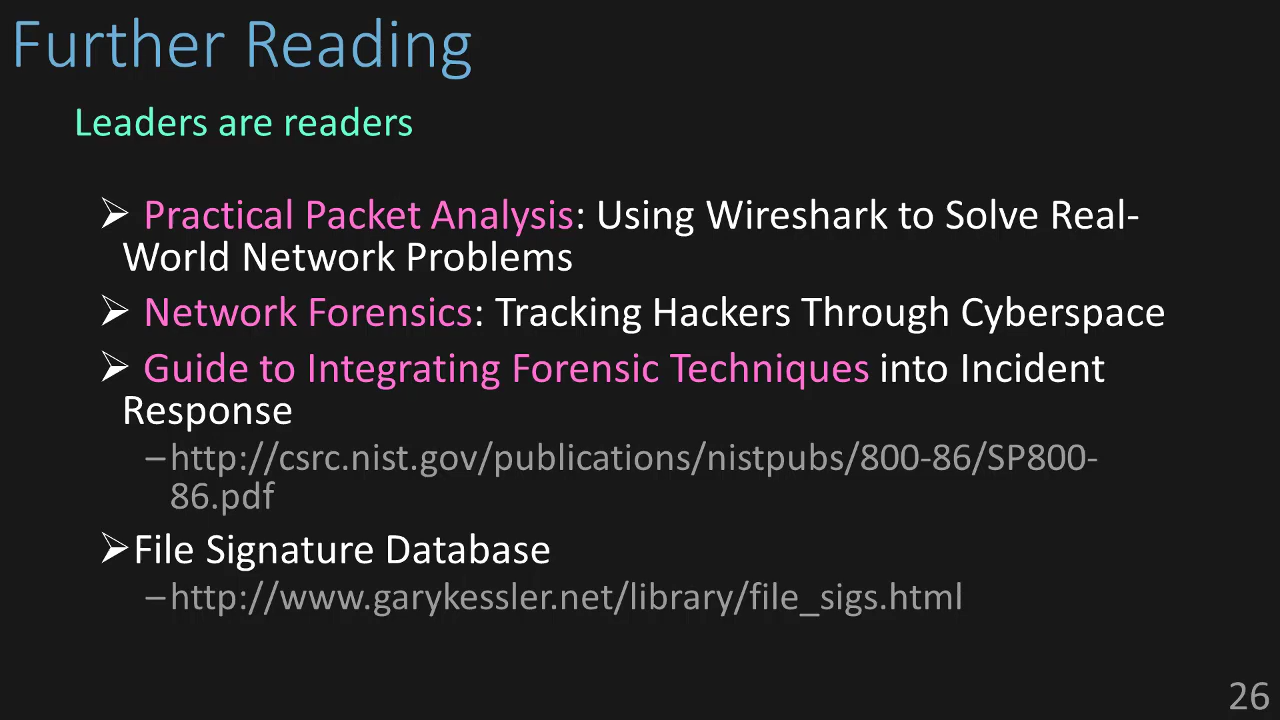 Further Reading
Leaders are readers
➢ Practical Packet Analysis: Using Wireshark to Solve Real-
World Network Problems
➢ Network Forensics: Tracking Hackers Through Cyberspace
➢ Guide to Integrating Forensic Techniques into Incident
Response
–http://csrc.nist.gov/publications/nistpubs/800-86/SP800-
86.pdf
➢File Signature Database
–http://www.garykessler.net/library/file_sigs.html
26